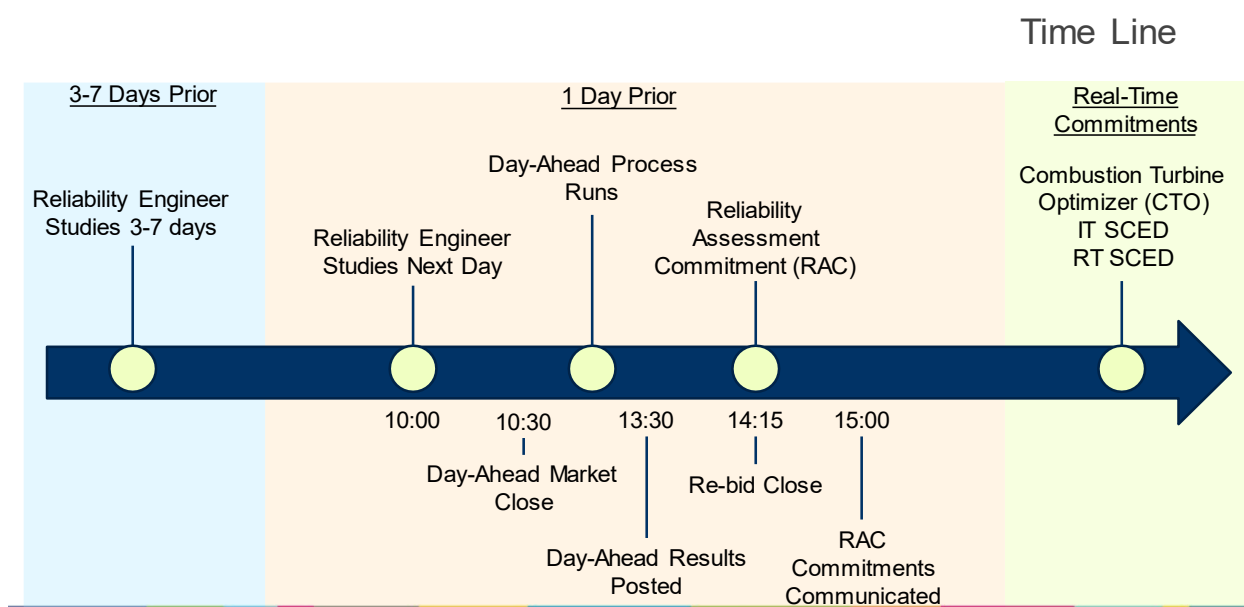 Time Line
3-7 Days Prior
1 Day Prior
Real-Time
Commitments
Reliability Engineer
Studies 3-7 days
Reliability Engineer
Studies Next Day
Day-Ahead Process
Runs
Reliability
Assessment
Commitment (RAC)
Combustion Turbine
Optimizer (CTO)
IT SCED
RT SCED
10:00
10:30
13:30
14:15
15:00
Day-Ahead Market
Close
Day-Ahead Results
Posted
Re-bid Close
RAC
Commitments
Communicated